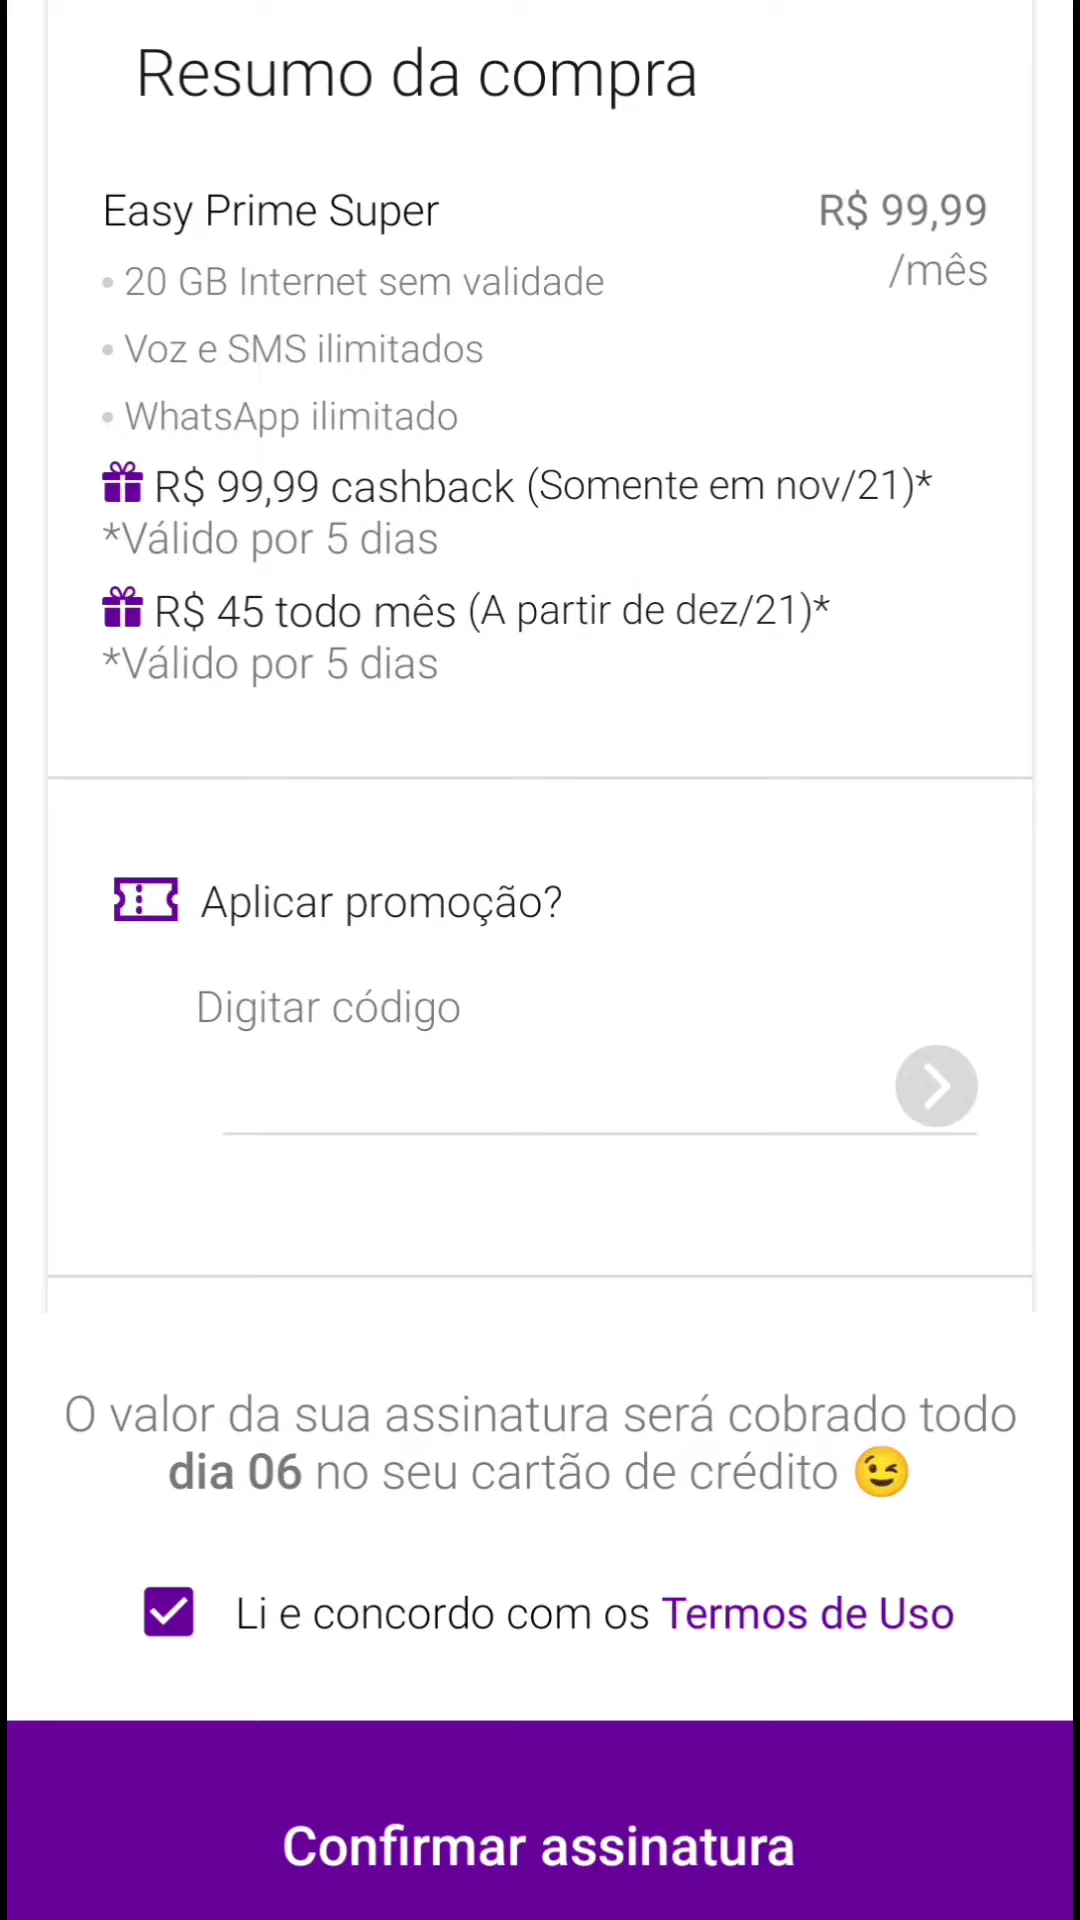 Resumo da compra
Easy Prime Super
R$ 99,99
/mês
• 20 GB Internet sem validade
• Voz e SMS ilimitados
• WhatsApp ilimitado
R$ 99,99 cashback (Somente em nov/21)*
*Válido por 5 dias
R$ 45 todo mês (A partir de dez/21)*
*Válido por 5 dias
Aplicar promoção?
Digitar código
O valor da sua assinatura será cobrado todo
dia 06 no seu cartão de crédito 😉
Li e concordo com os Termos de Uso
Confirmar assinatura